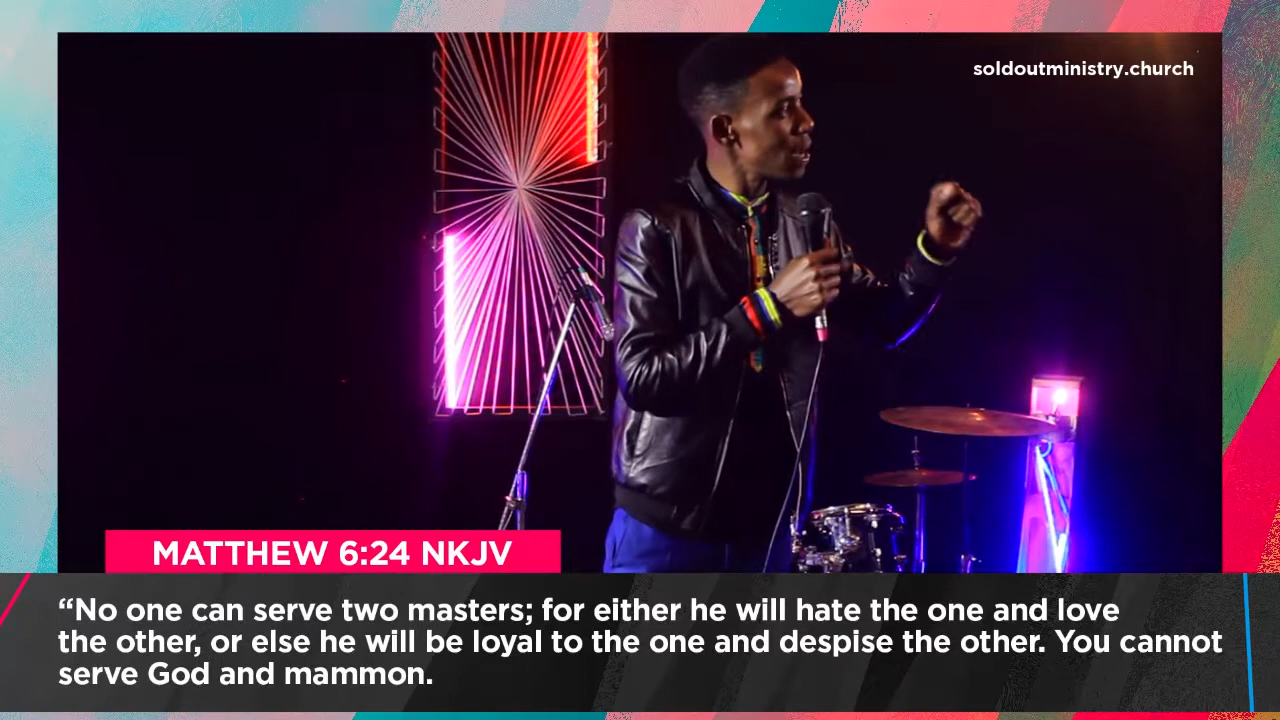 soldoutministry.church
MATTHEW 6:24 NKJV
“No one can serve two masters; for either he will hate the one and love
the other, or else he will be loyal to the one and despise the other. You cannot
serve God and mammon.